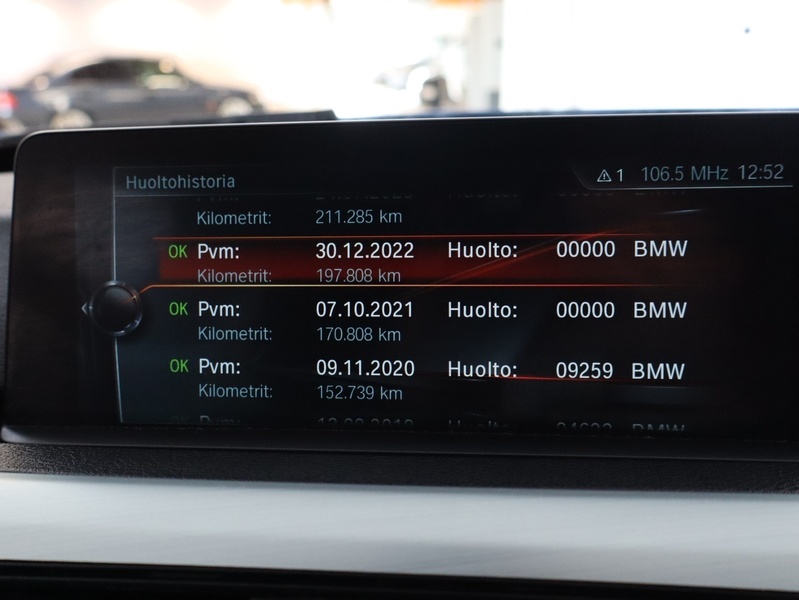 Huoltohistoria
1 106.5 MHz 12:52
Kilometrit: 211.285 km
OK Pvm: 30.12.2022 Huolto: 00000 BMW
Kilometrit: 197.808 km
OK Pvm: 07.10.2021 Huolto: 00000 BMW
Kilometrit: 170.808 km
OK Pvm: 09.11.2020 Huolto: 09259 BMW
Kilometrit: 152.739 km